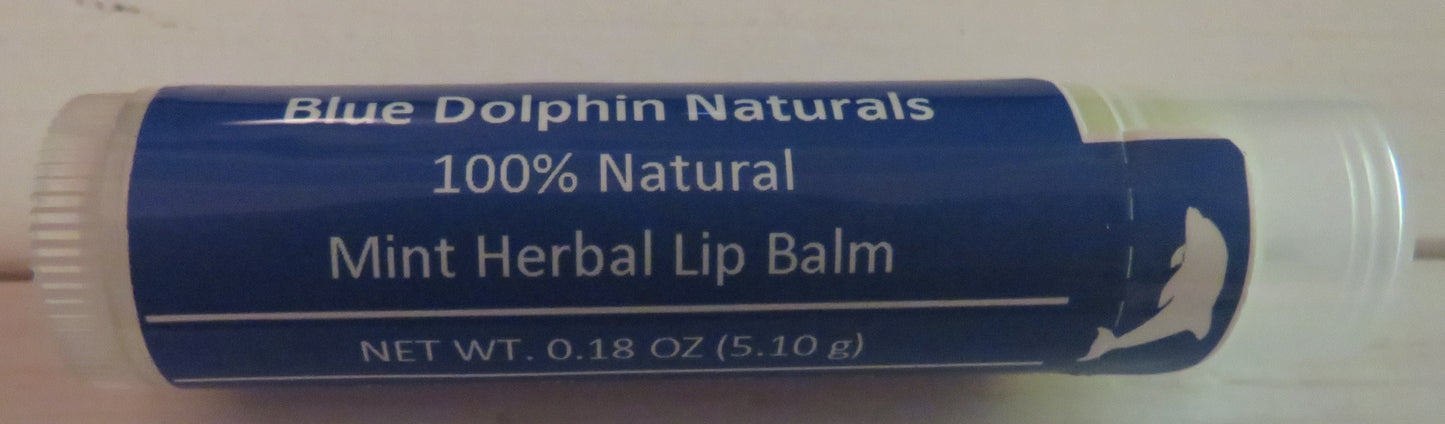 Blue Dolphin Naturals
100% Natural
Mint Herbal Lip Balm
NET WT. 0.18 OZ (5.10 g)